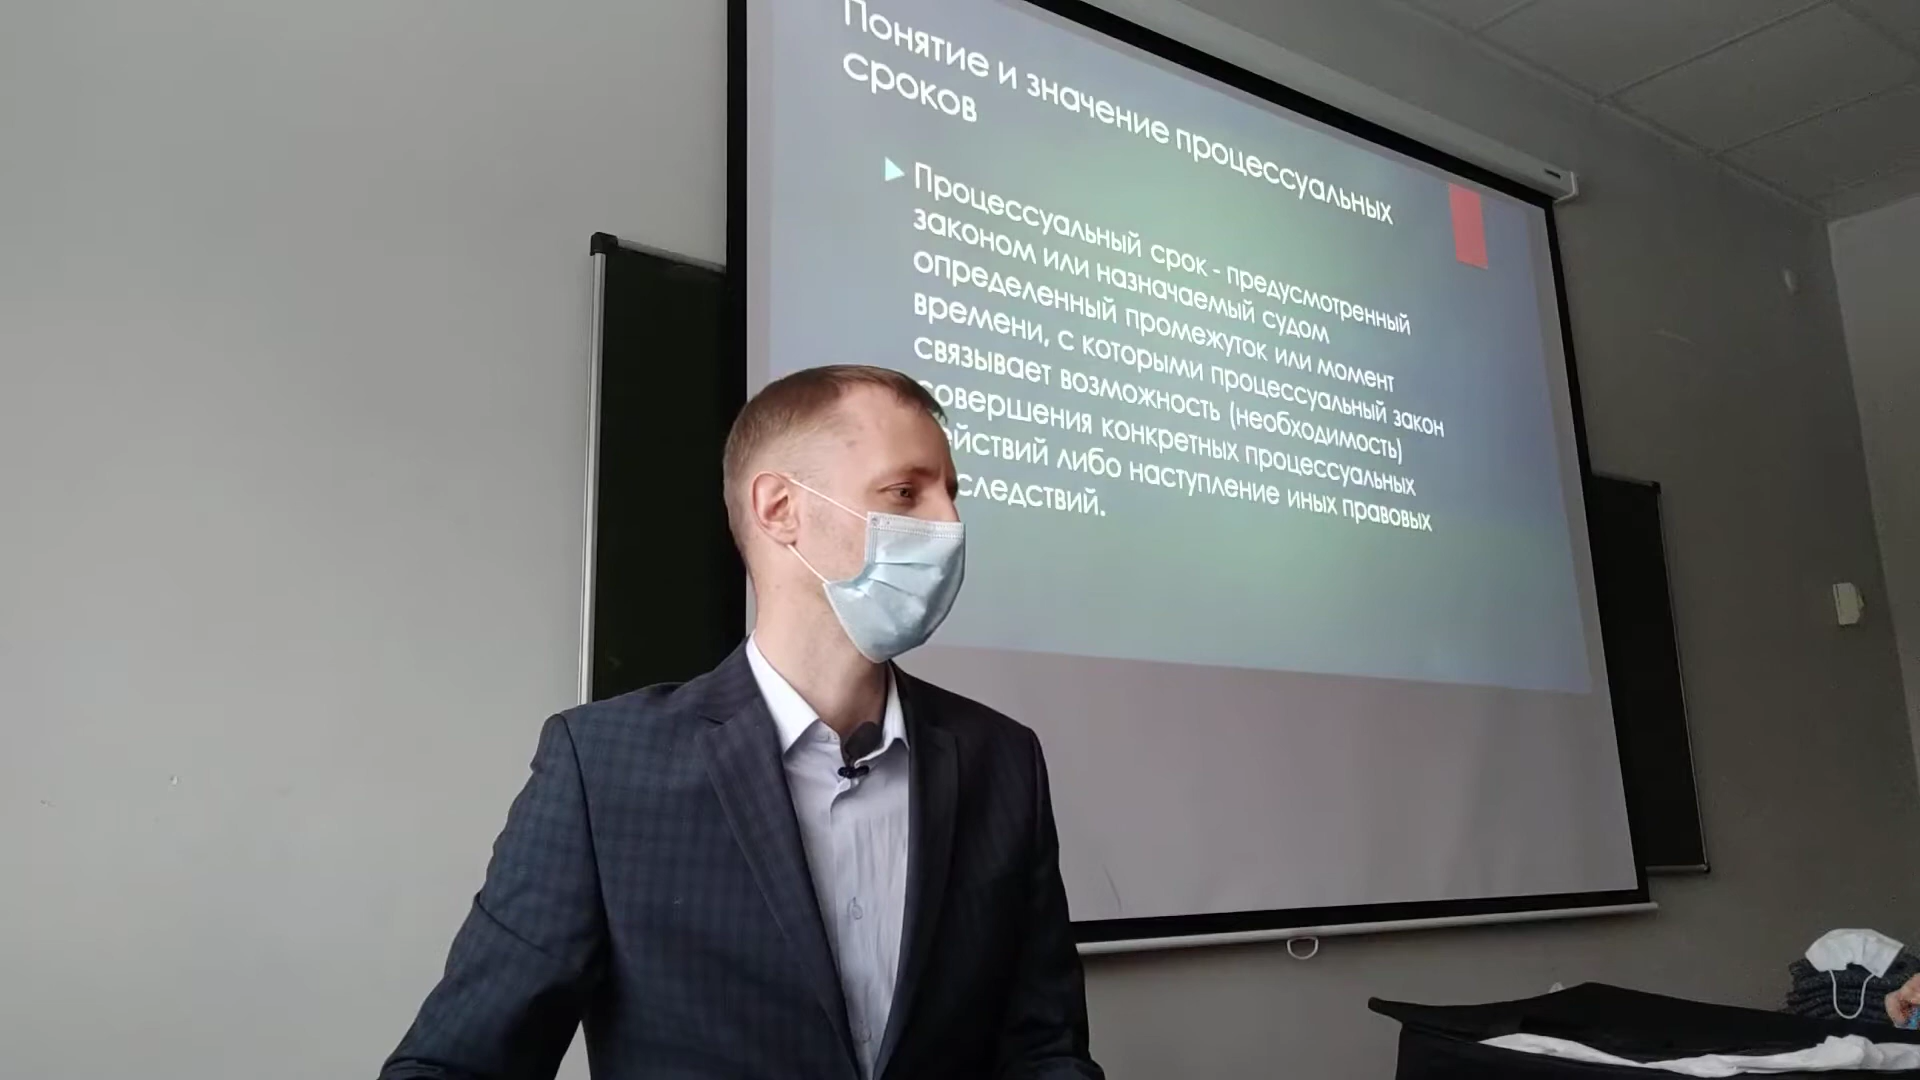 Понятие и значение процессуальных
сроков
Процессуальный срок - предусмотренный
законом или назначаемый судом
определенный промежуток или момент
времени, с которыми процессуальный закон
связывает возможность (необходимость)
совершения конкретных процессуальных
действий либо наступление иных правовых
следствий.